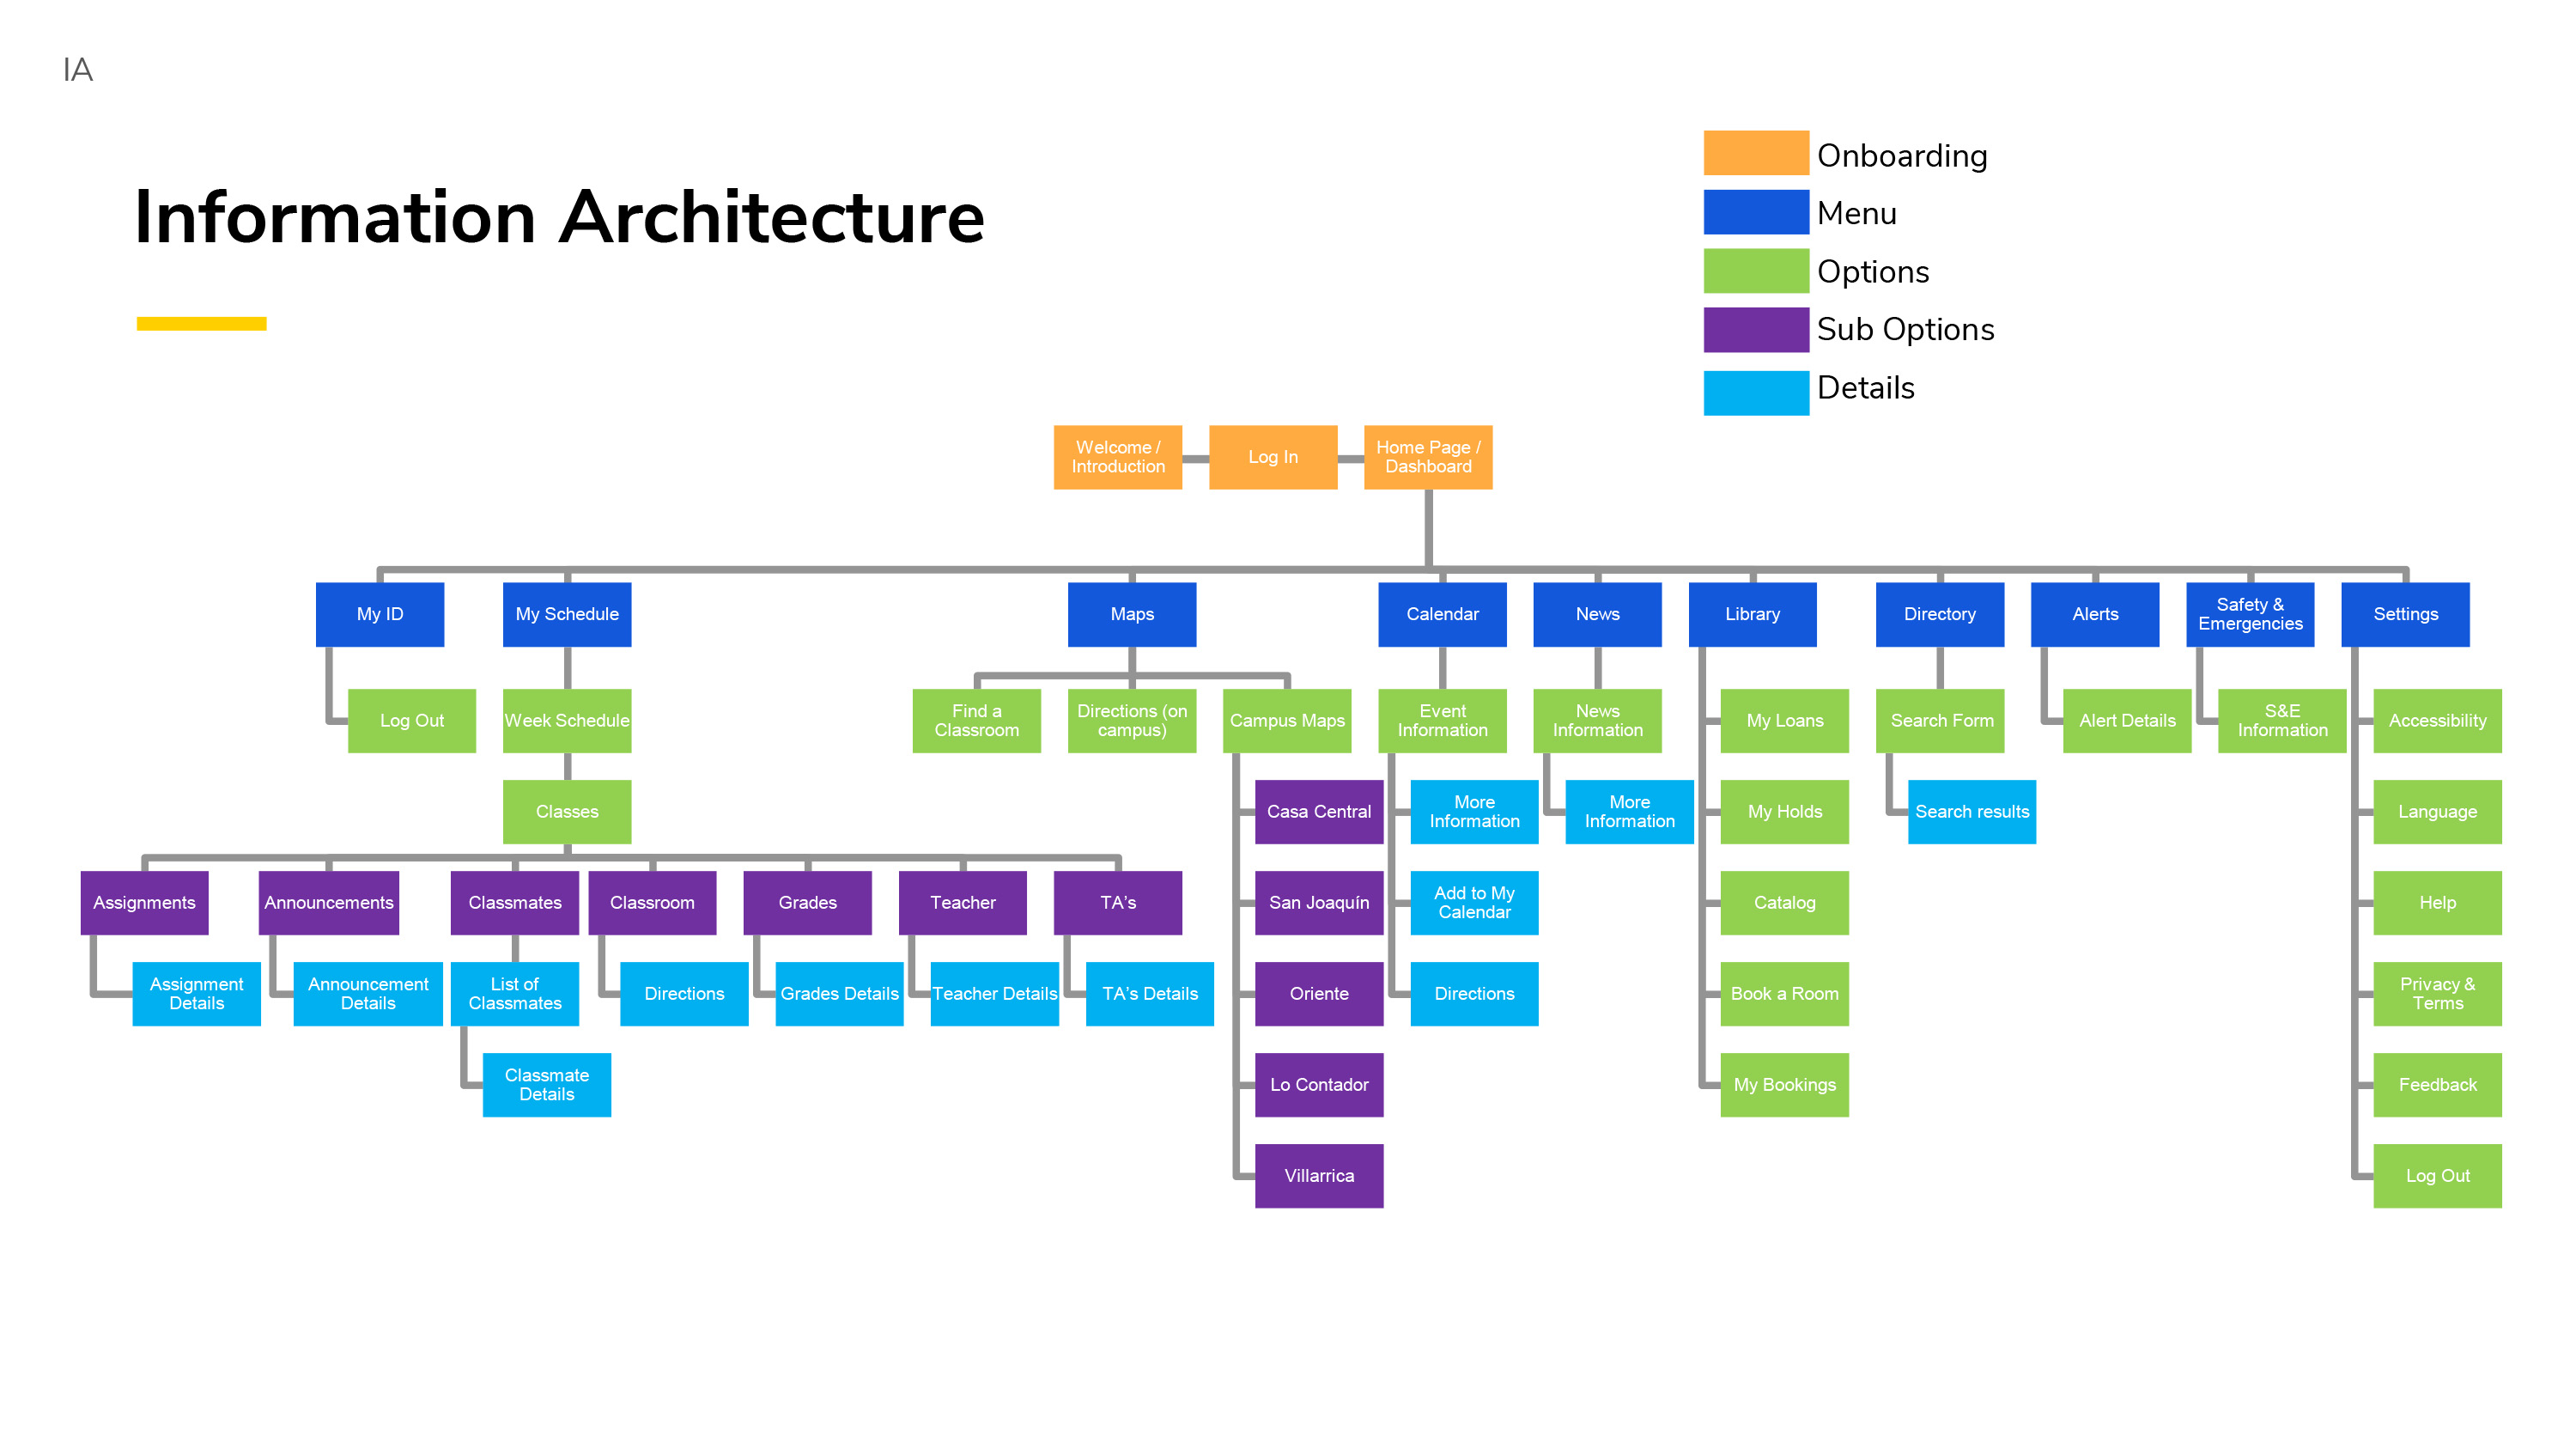 IA
Information Architecture
Onboarding
Menu
Options
Sub Options
Details
Welcome /
Introduction
Log In
Home Page /
Dashboard
My ID
My Schedule
Maps
Calendar
News
Library
Directory
Alerts
Safety &
Emergencies
Settings
Log Out
Week Schedule
Find a
Classroom
Directions (on
campus)
Campus Maps
Event
Information
News
Information
My Loans
Search Form
Alert Details
S&E
Information
Accessibility
Classes
Casa Central
More
Information
More
Information
My Holds
Search results
Language
Assignments
Announcements
Classmates
Classroom
Grades
Teacher
TA's
San Joaquín
Add to My
Calendar
Catalog
Help
Assignment
Details
Announcement
Details
List of
Classmates
Directions
Grades Details
Teacher Details
TA's Details
Oriente
Directions
Book a Room
Privacy &
Terms
Classmate
Details
Lo Contador
My Bookings
Feedback
Villarrica
Log Out